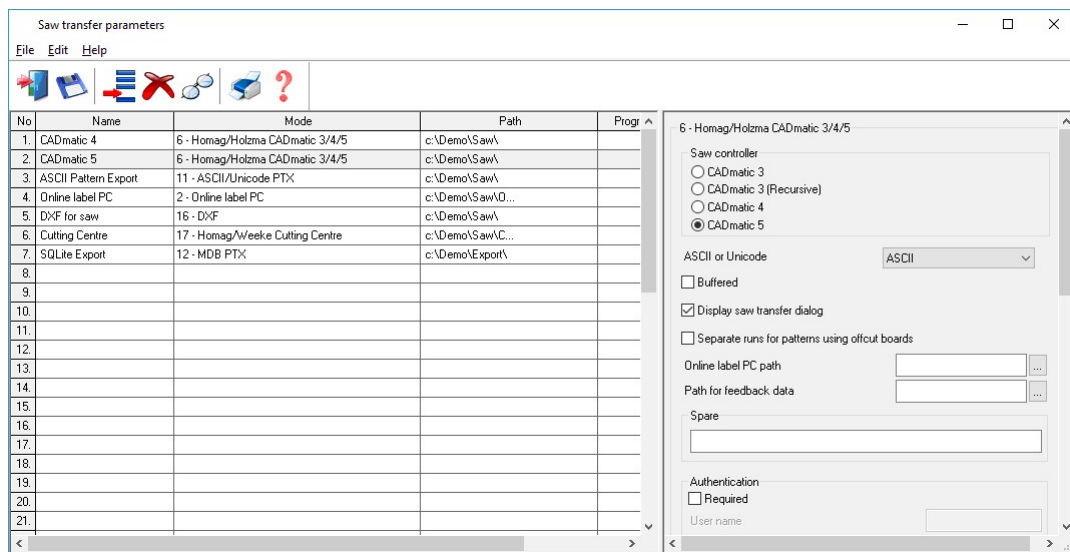 Saw transfer parameters
File Edit Help
No Name Mode Path Progr
1. CADmatic 4 6 - Homag/Holzma CADmatic 3/4/5 c:\Demo\Saw\
2. CADmatic 5 6 - Homag/Holzma CADmatic 3/4/5 c:\Demo\Saw\
3. ASCII Pattern Export 11 - ASCII/Unicode PTX c:\Demo\Saw\
4. Online label PC 2 - Online label PC c:\Demo\Saw\O...
5. DXF for saw 16 - DXF c:\Demo\Saw\
6. Cutting Centre 17 - Homag/Weeke Cutting Centre c:\Demo\Saw\C...
7. SQLite Export 12 - MDB PTX c:\Demo\Export\
8.
9.
10.
11.
12.
13.
14.
15.
16.
17.
18.
19.
20.
21.
6 - Homag/Holzma CADmatic 3/4/5
Saw controller
CADmatic 3
CADmatic 3 (Recursive)
CADmatic 4
CADmatic 5
ASCII or Unicode ASCII
Buffered
Display saw transfer dialog
Separate runs for patterns using offcut boards
Online label PC path ...
Path for feedback data ...
Spare
Authentication
Required
User name